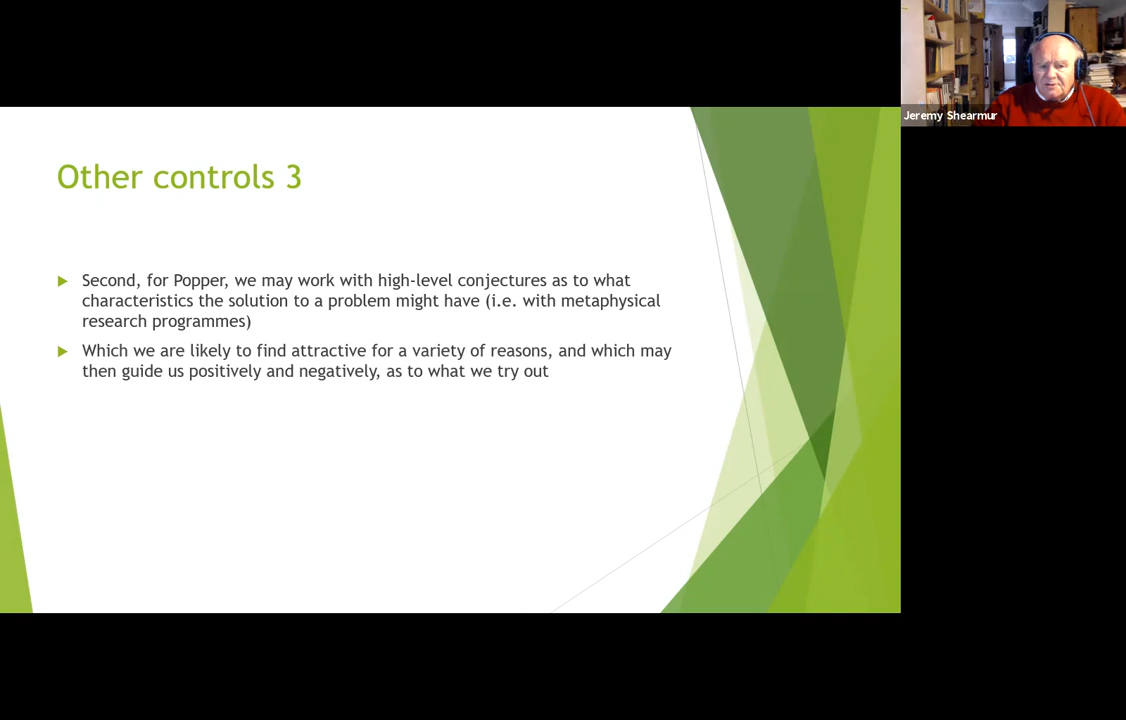 Jeremy Shearmur
Other controls 3
Second, for Popper, we may work with high-level conjectures as to what
characteristics the solution to a problem might have (i.e. with metaphysical
research programmes)
Which we are likely to find attractive for a variety of reasons, and which may
then guide us positively and negatively, as to what we try out